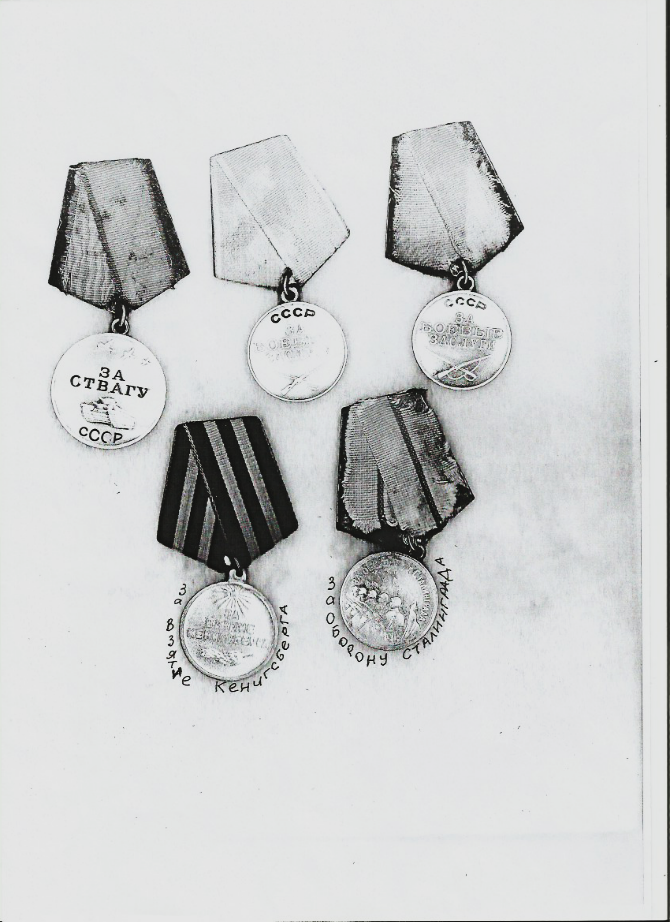 ЗА
СТВАГУ
СССР
СССР
ЗА
СССР
ЗА
БОЕВЫЕ
ЗАСЛУГИ
За взятие Кенигсберга
За Оборону Сталинграда